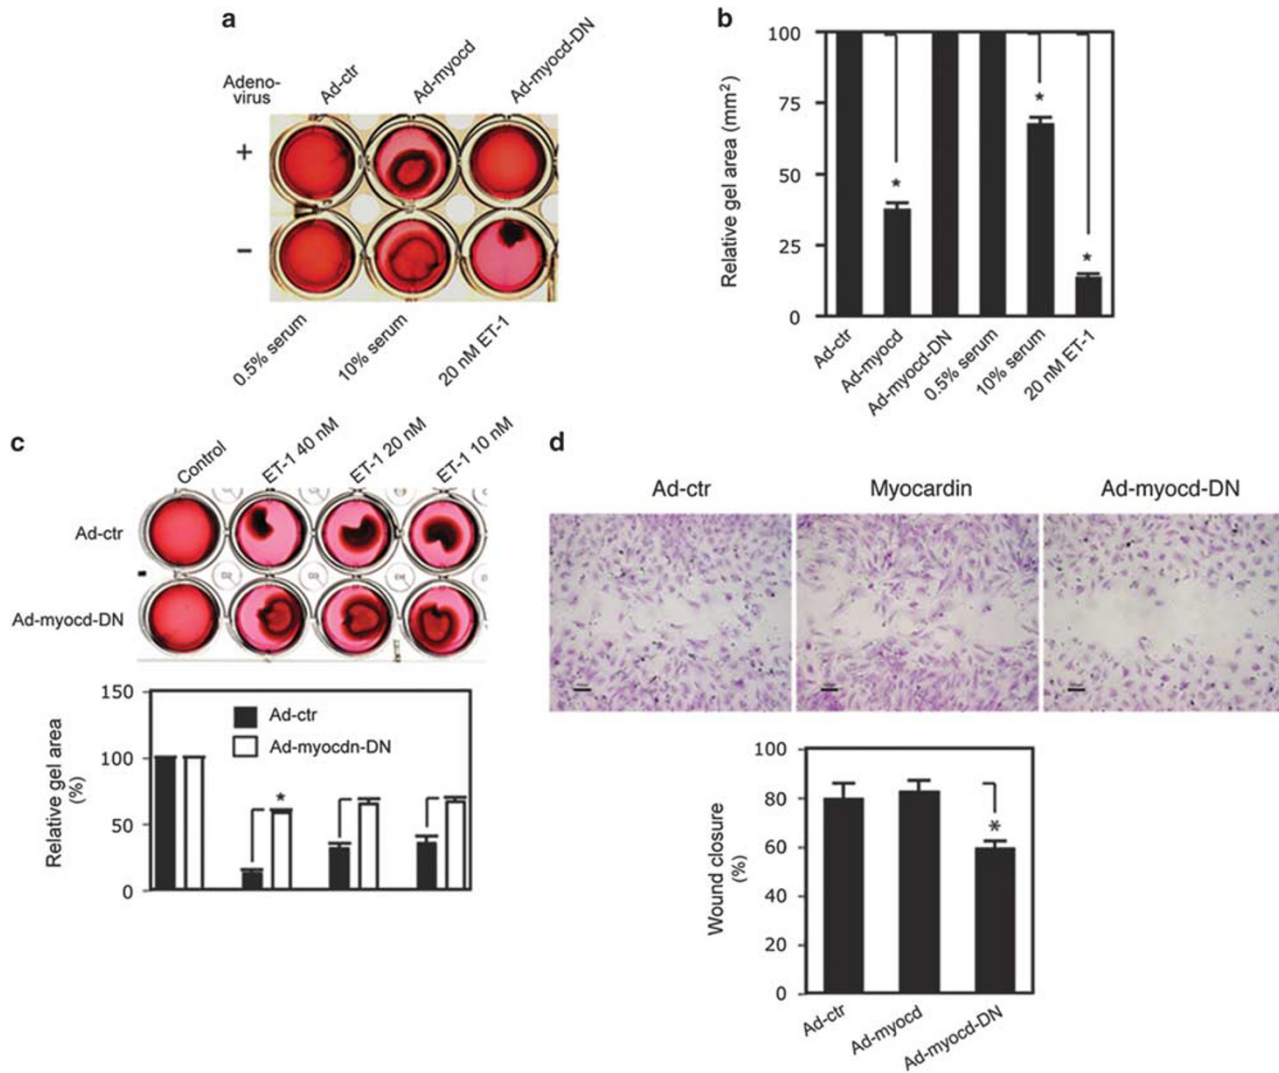 a
Adeno-
virus
Ad-ctr
Ad-myocd
Ad-myocd-DN
+
–
0.5% serum
10% serum
20 nM ET-1
b
Relative gel area (mm²)
100
75
50
25
0
*
*
*
Ad-ctr
Ad-myocd
Ad-myocd-DN
0.5% serum
10% serum
20 nM ET-1
c
Control
ET-1 40 nM
ET-1 20 nM
ET-1 10 nM
Ad-ctr
Ad-myocd-DN
D2
D3
Relative gel area
(%)
150
100
50
0
Ad-ctr
Ad-myocdn-DN
*
d
Ad-ctr
Myocardin
Ad-myocd-DN
Wound closure
(%)
100
80
60
40
20
0
*
Ad-ctr
Ad-myocd
Ad-myocd-DN